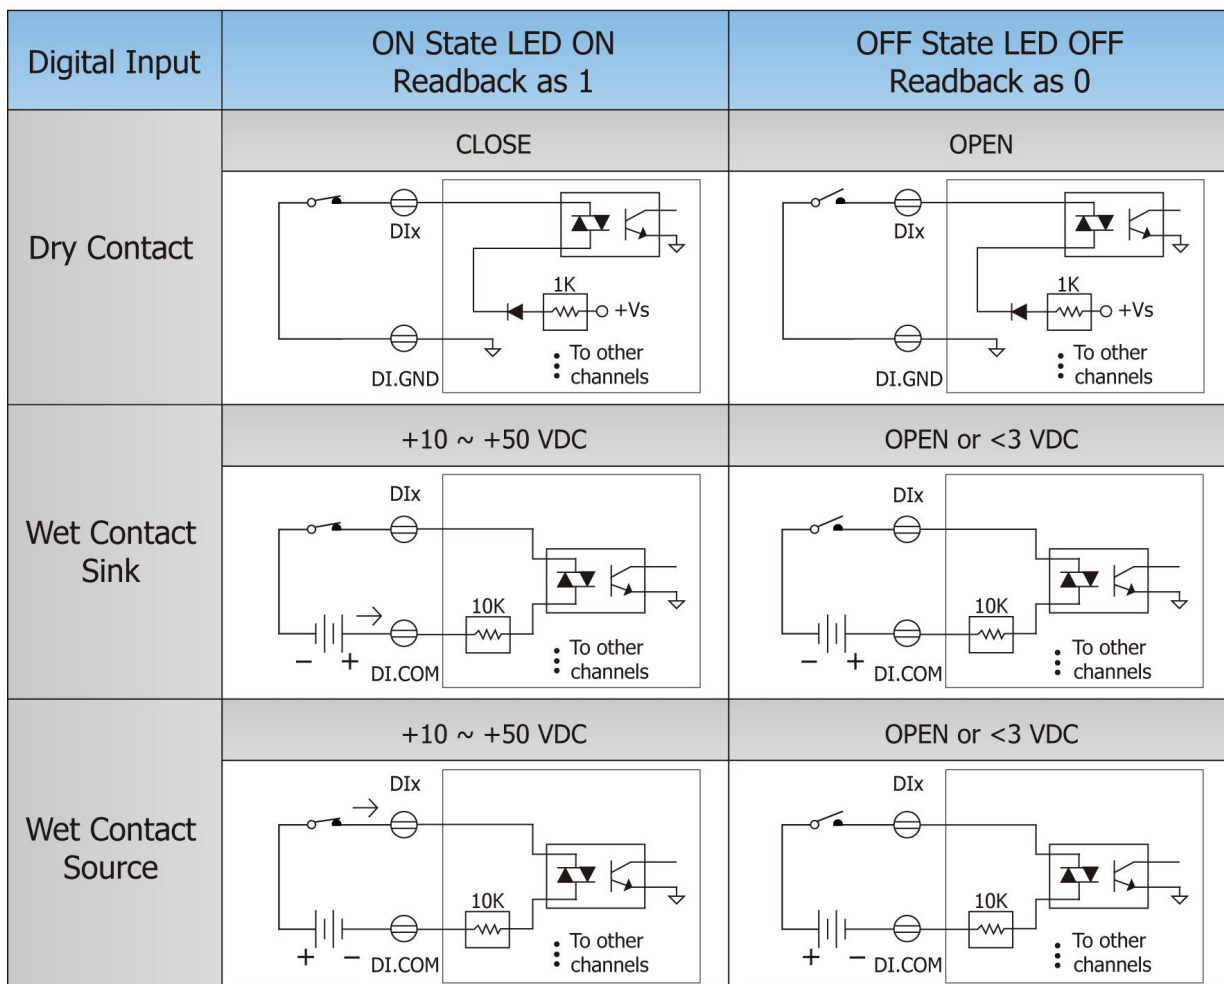 Digital Input
ON State LED ON
Readback as 1
OFF State LED OFF
Readback as 0
Dry Contact
CLOSE
OPEN
DIx
1K
+Vs
DI.GND
To other
channels
DIx
1K
+Vs
DI.GND
To other
channels
Wet Contact
Sink
+10 ~ +50 VDC
OPEN or <3 VDC
DIx
10K
− +
DI.COM
To other
channels
DIx
10K
− +
DI.COM
To other
channels
Wet Contact
Source
+10 ~ +50 VDC
OPEN or <3 VDC
DIx
10K
+ −
DI.COM
To other
channels
DIx
10K
+ −
DI.COM
To other
channels